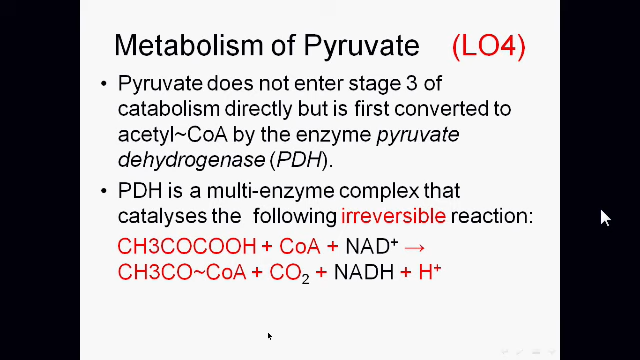 Metabolism of Pyruvate (LO4)
• Pyruvate does not enter stage 3 of
catabolism directly but is first converted to
acetyl~CoA by the enzyme pyruvate
dehydrogenase (PDH).
• PDH is a multi-enzyme complex that
catalyses the following irreversible reaction:
CH3COCOOH + CoA + NAD⁺ →
CH3CO~CoA + CO₂ + NADH + H⁺